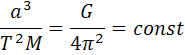 a³/(T²M) = G/(4π²) = const